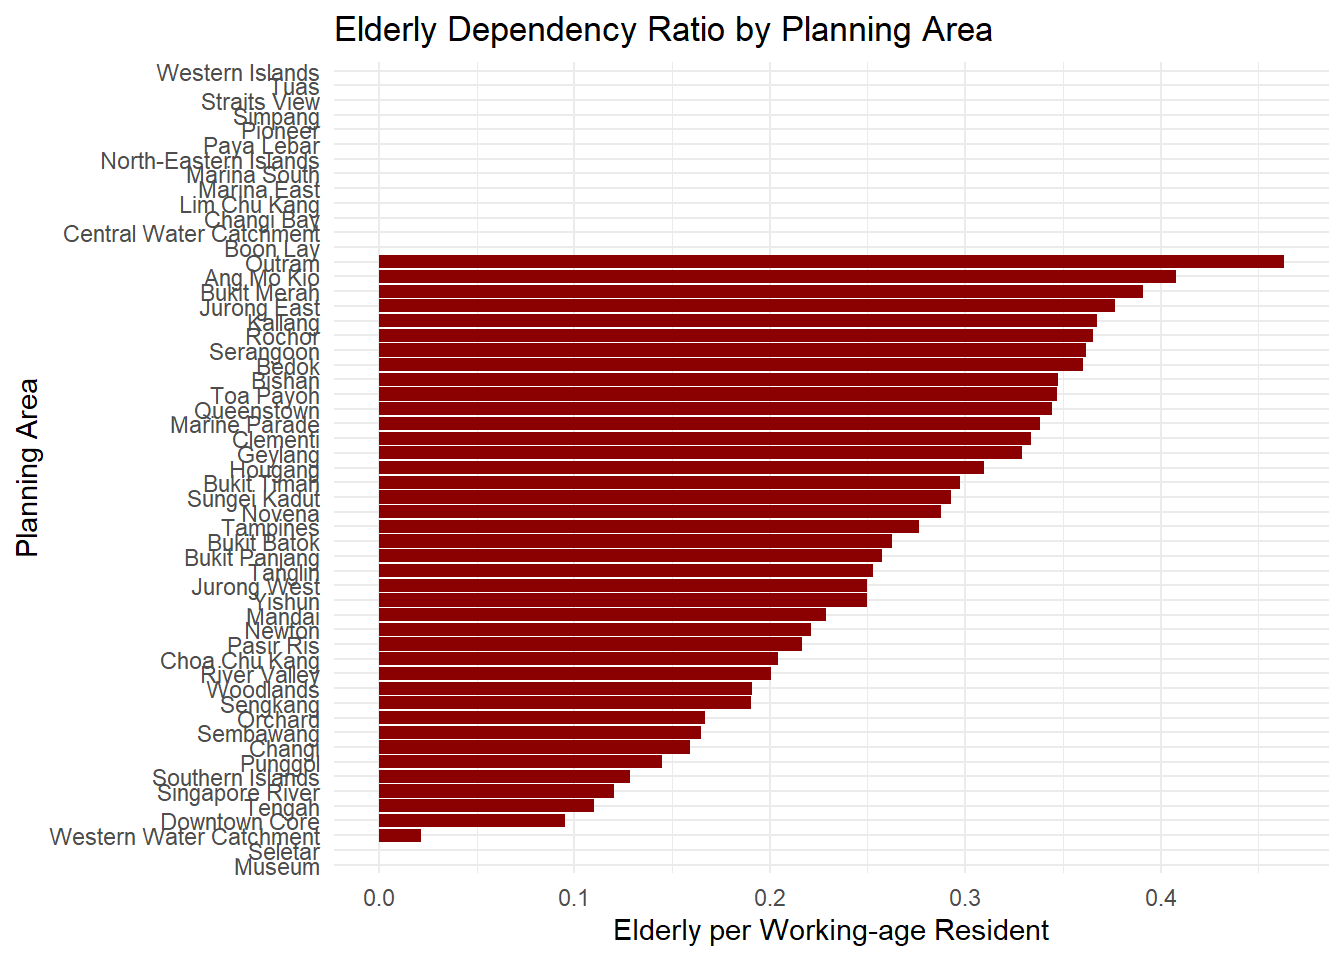 Elderly Dependency Ratio by Planning Area
Western Islands
Tuas
Straits View
Simpang
Pioneer
Paya Lebar
North-Eastern Islands
Marina South
Marina East
Lim Chu Kang
Changi Bay
Central Water Catchment
Boon Lay
Outram
Ang Mo Kio
Bukit Merah
Jurong East
Kallang
Rochor
Serangoon
Bedok
Bishan
Toa Payoh
Queenstown
Marine Parade
Clementi
Geylang
Hougang
Bukit Timah
Sungei Kadut
Novena
Tampines
Bukit Batok
Bukit Panjang
Tanglin
Jurong West
Yishun
Mandai
Newton
Pasir Ris
Choa Chu Kang
River Valley
Woodlands
Sengkang
Orchard
Sembawang
Changi
Punggol
Southern Islands
Singapore River
Tengah
Downtown Core
Western Water Catchment
Seletar
Museum
Planning Area
0.0 0.1 0.2 0.3 0.4
Elderly per Working-age Resident